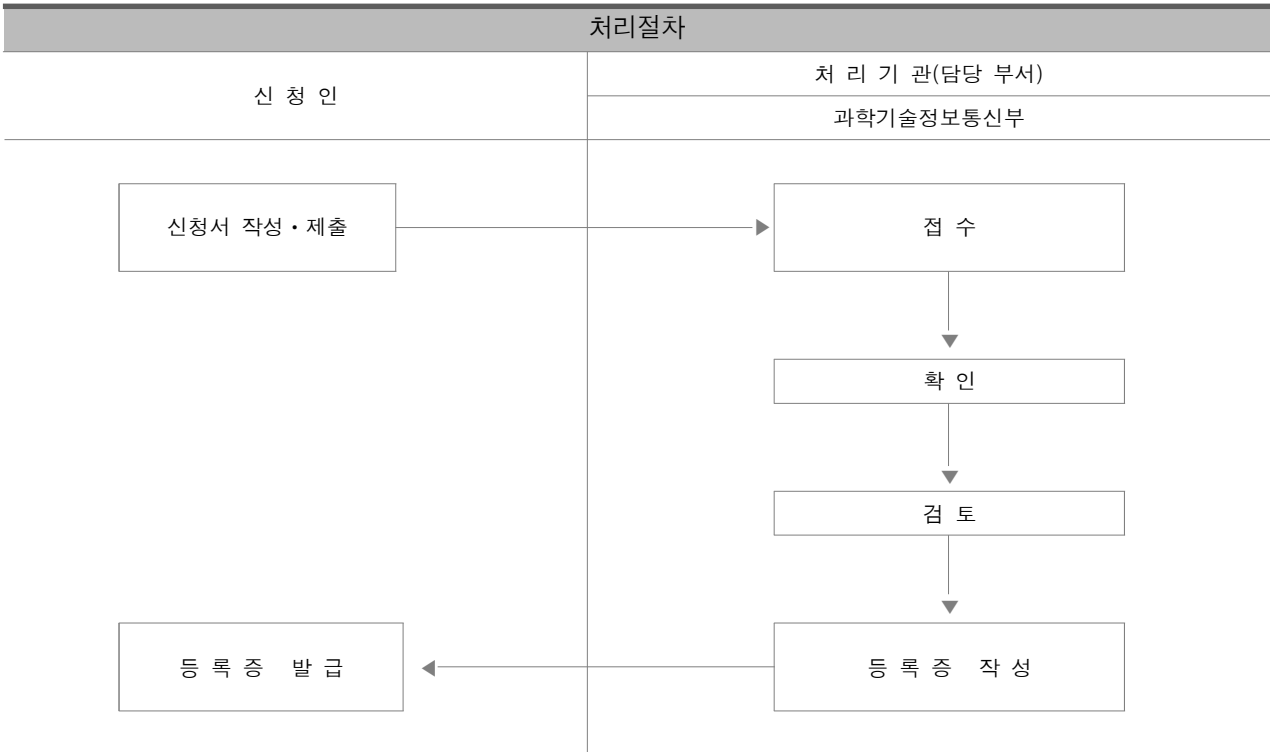 처리절차
신 청 인
처 리 기 관(담당 부서)
과학기술정보통신부
신청서 작성·제출
접 수
확 인
검 토
등 록 증 발 급
등 록 증 작 성